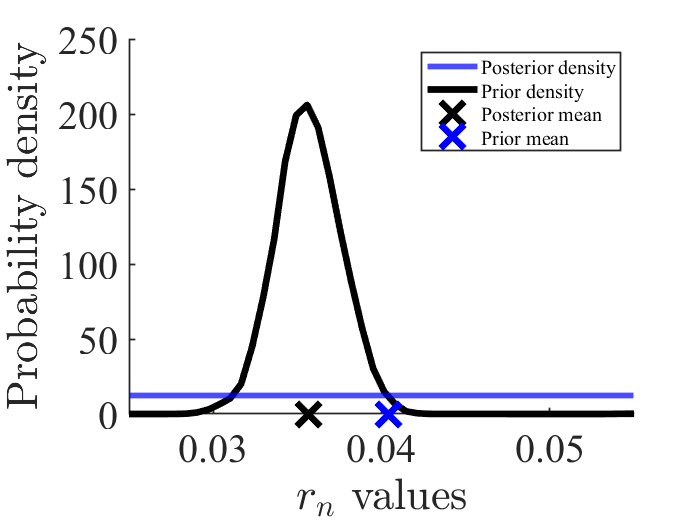 250
200
150
100
50
0
Probability density
Posterior density
Prior density
Posterior mean
Prior mean
0.03
0.04
0.05
r_n values